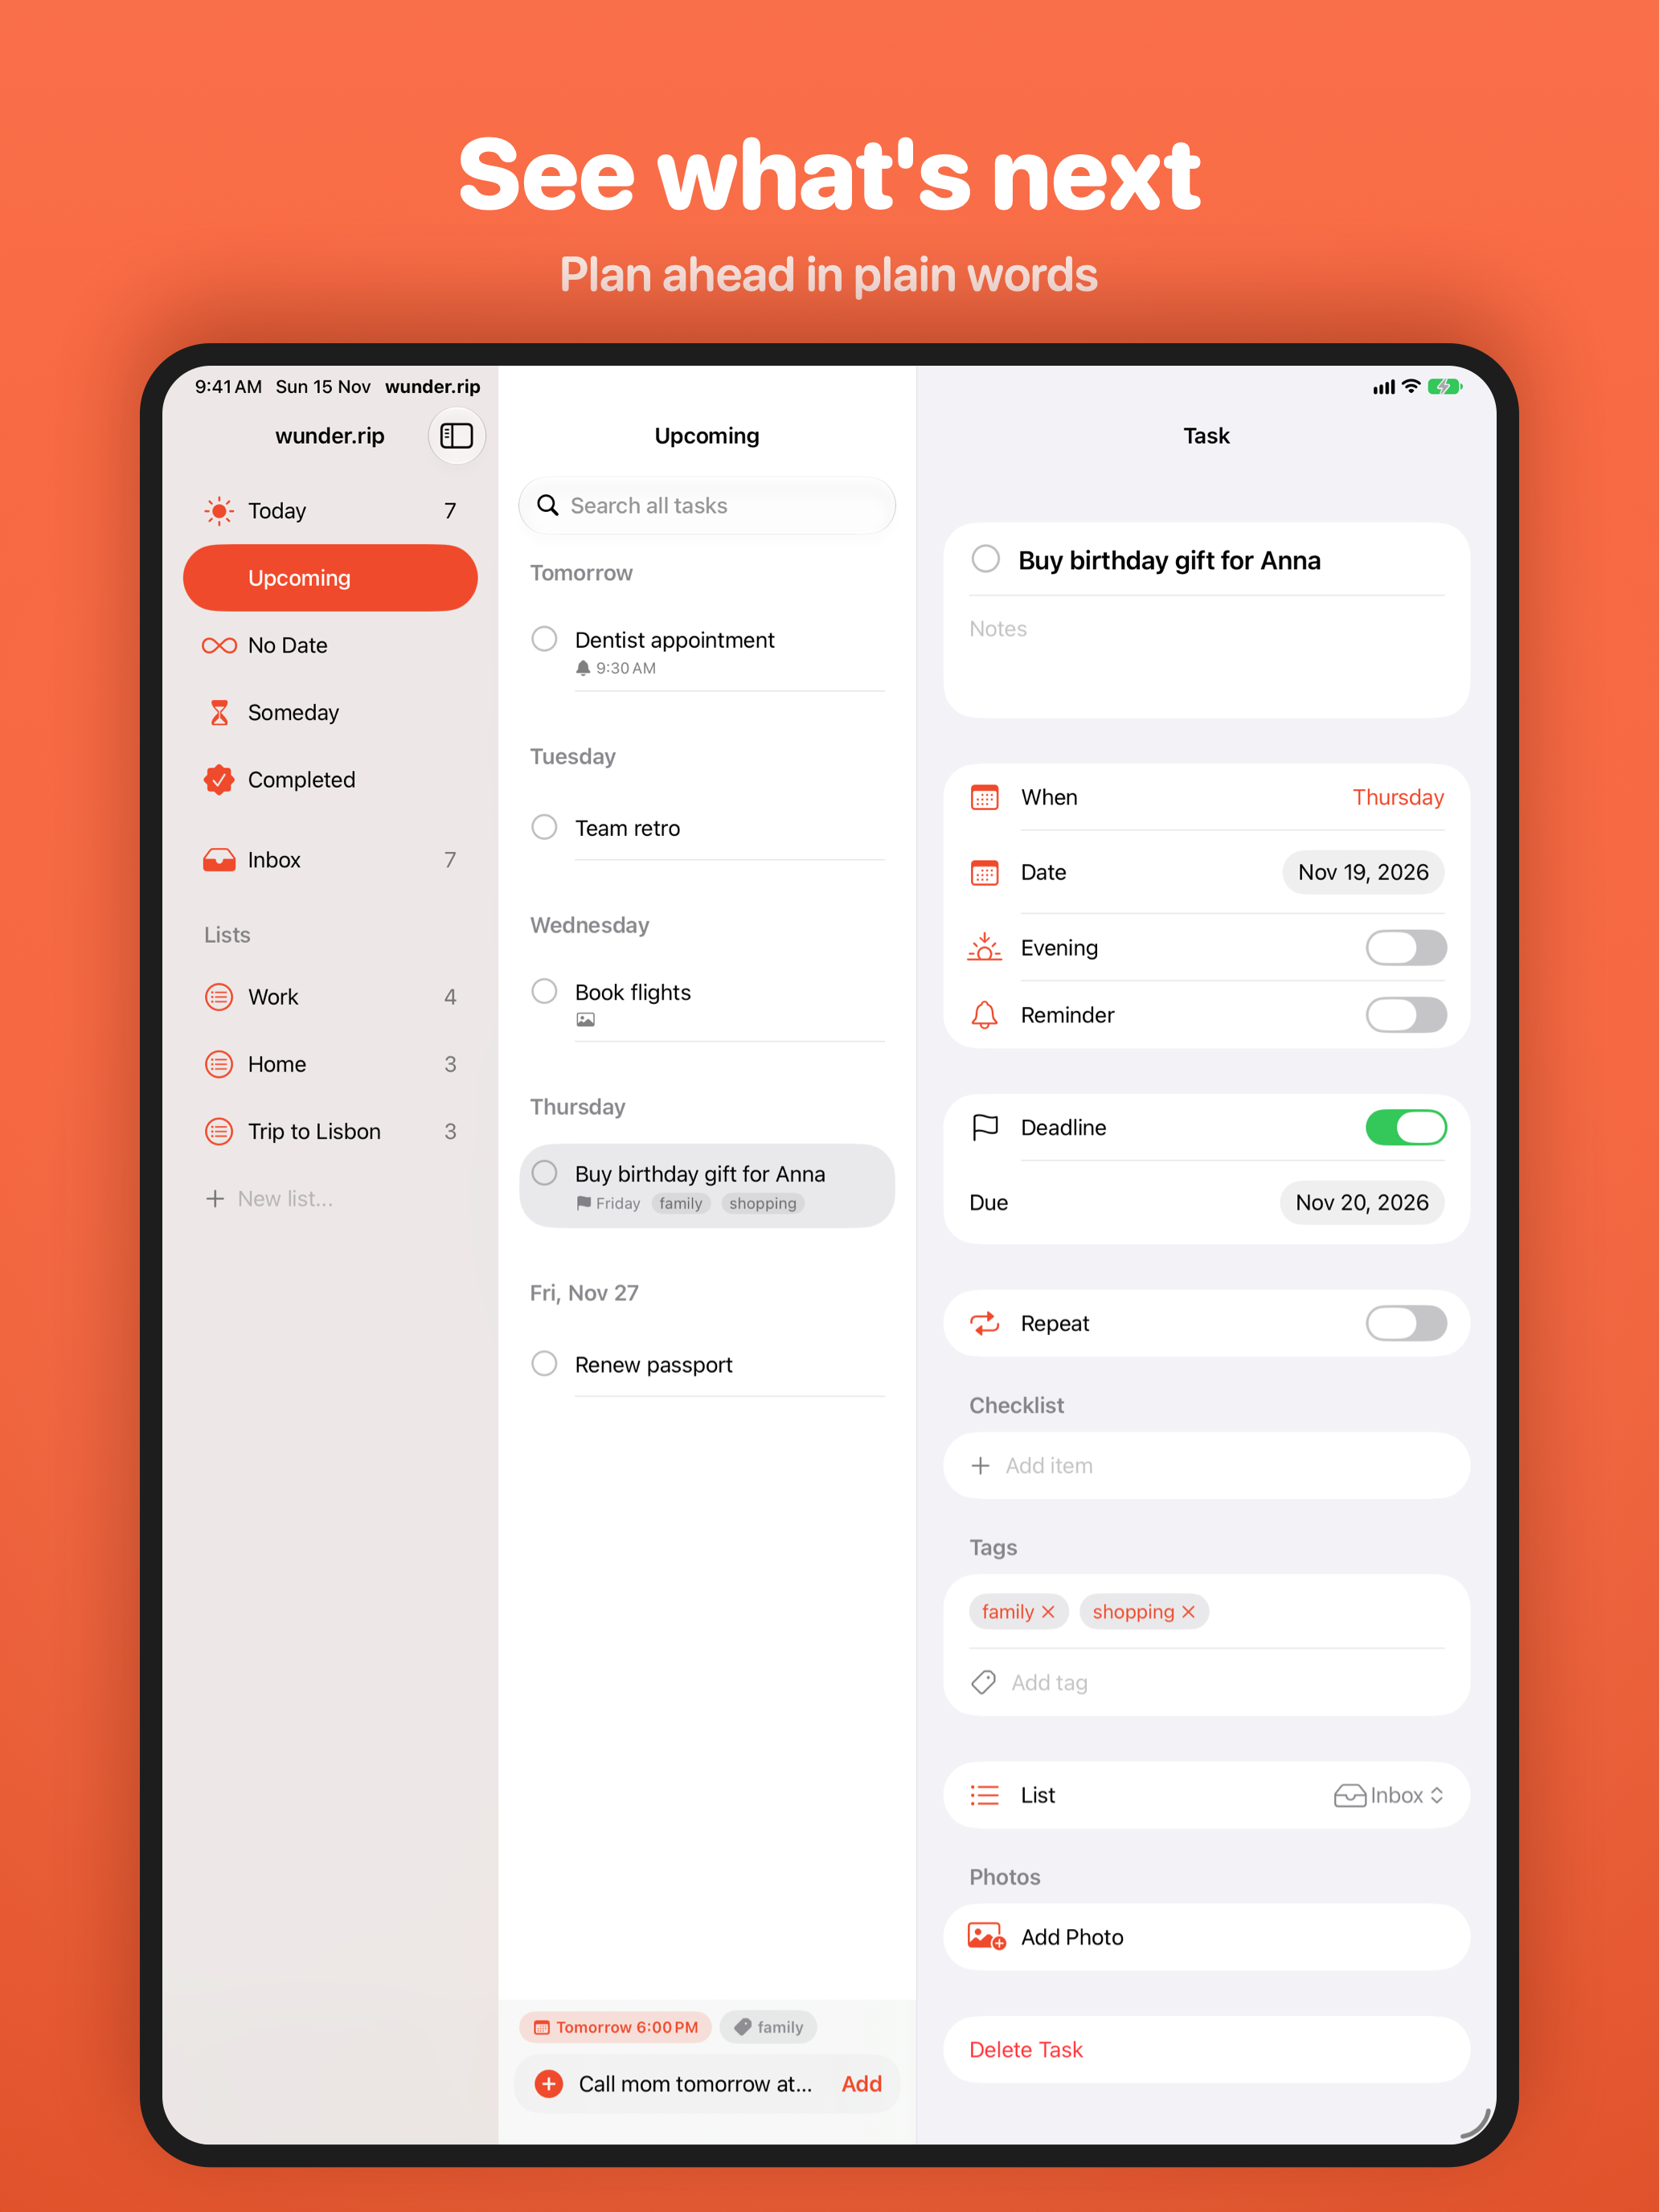 See what's next
Plan ahead in plain words
9:41 AM Sun 15 Nov wunder.rip
wunder.rip
Today 7
Upcoming
No Date
Someday
Completed
Inbox 7
Lists
Work 4
Home 3
Trip to Lisbon 3
New list...
Upcoming
Search all tasks
Tomorrow
Dentist appointment
9:30 AM
Tuesday
Team retro
Wednesday
Book flights
Thursday
Buy birthday gift for Anna
Friday family shopping
Fri, Nov 27
Renew passport
Tomorrow 6:00 PM family
Call mom tomorrow at... Add
Task
Buy birthday gift for Anna
Notes
When Thursday
Date Nov 19, 2026
Evening
Reminder
Deadline
Due Nov 20, 2026
Repeat
Checklist
Add item
Tags
family shopping
Add tag
List Inbox
Photos
Add Photo
Delete Task